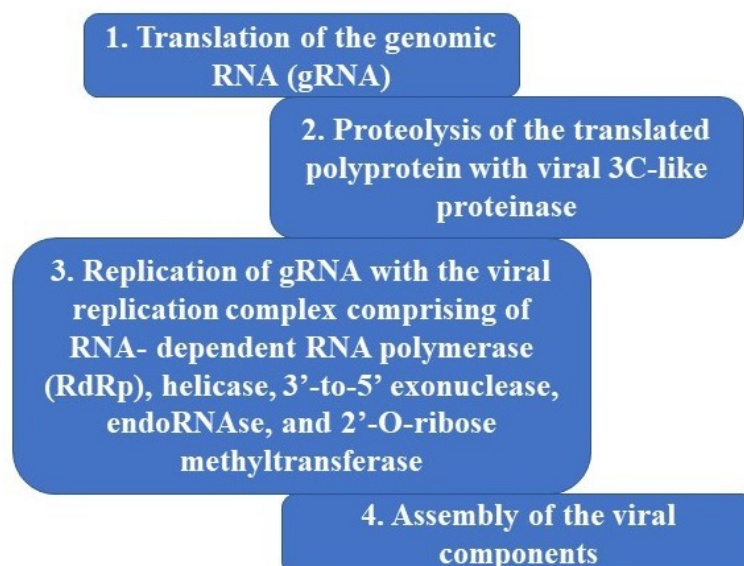 1. Translation of the genomic
RNA (gRNA)
2. Proteolysis of the translated
polyprotein with viral 3C-like
proteinase
3. Replication of gRNA with the viral
replication complex comprising of
RNA- dependent RNA polymerase
(RdRp), helicase, 3’-to-5’ exonuclease,
endoRNAse, and 2’-O-ribose
methyltransferase
4. Assembly of the viral
components